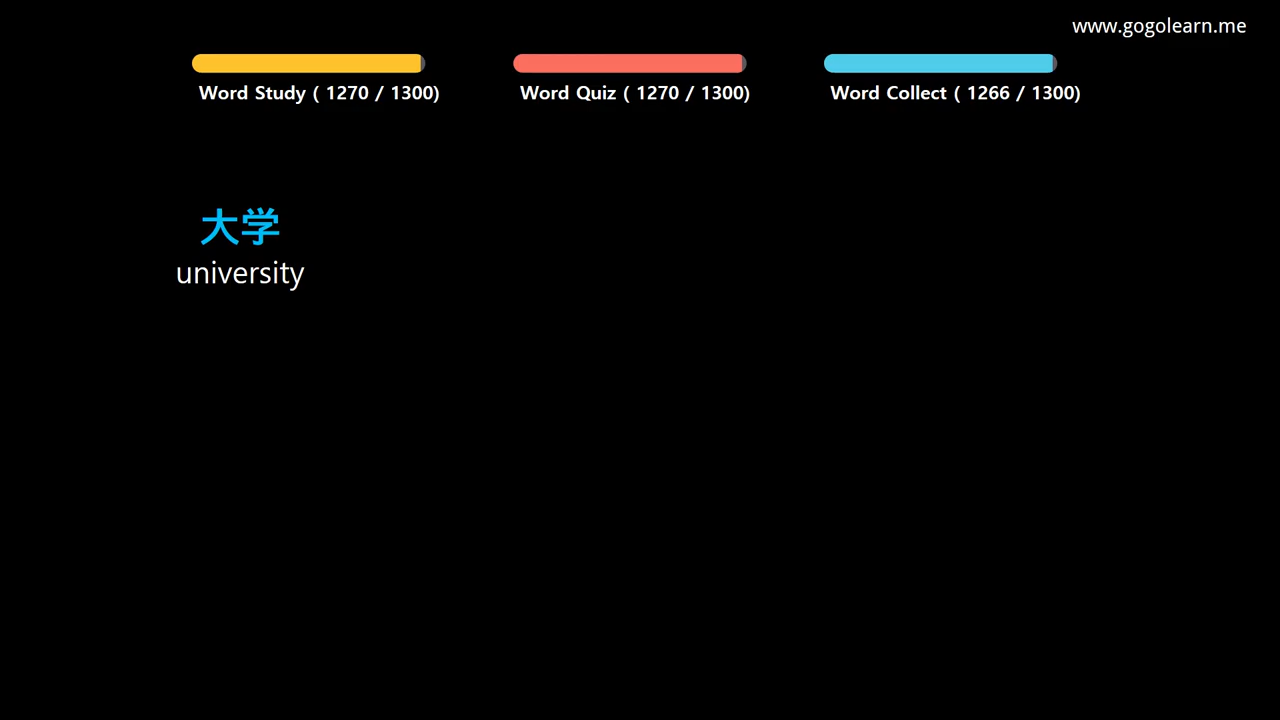 www.gogolearn.me
Word Study ( 1270 / 1300)
Word Quiz ( 1270 / 1300)
Word Collect ( 1266 / 1300)
大学
university